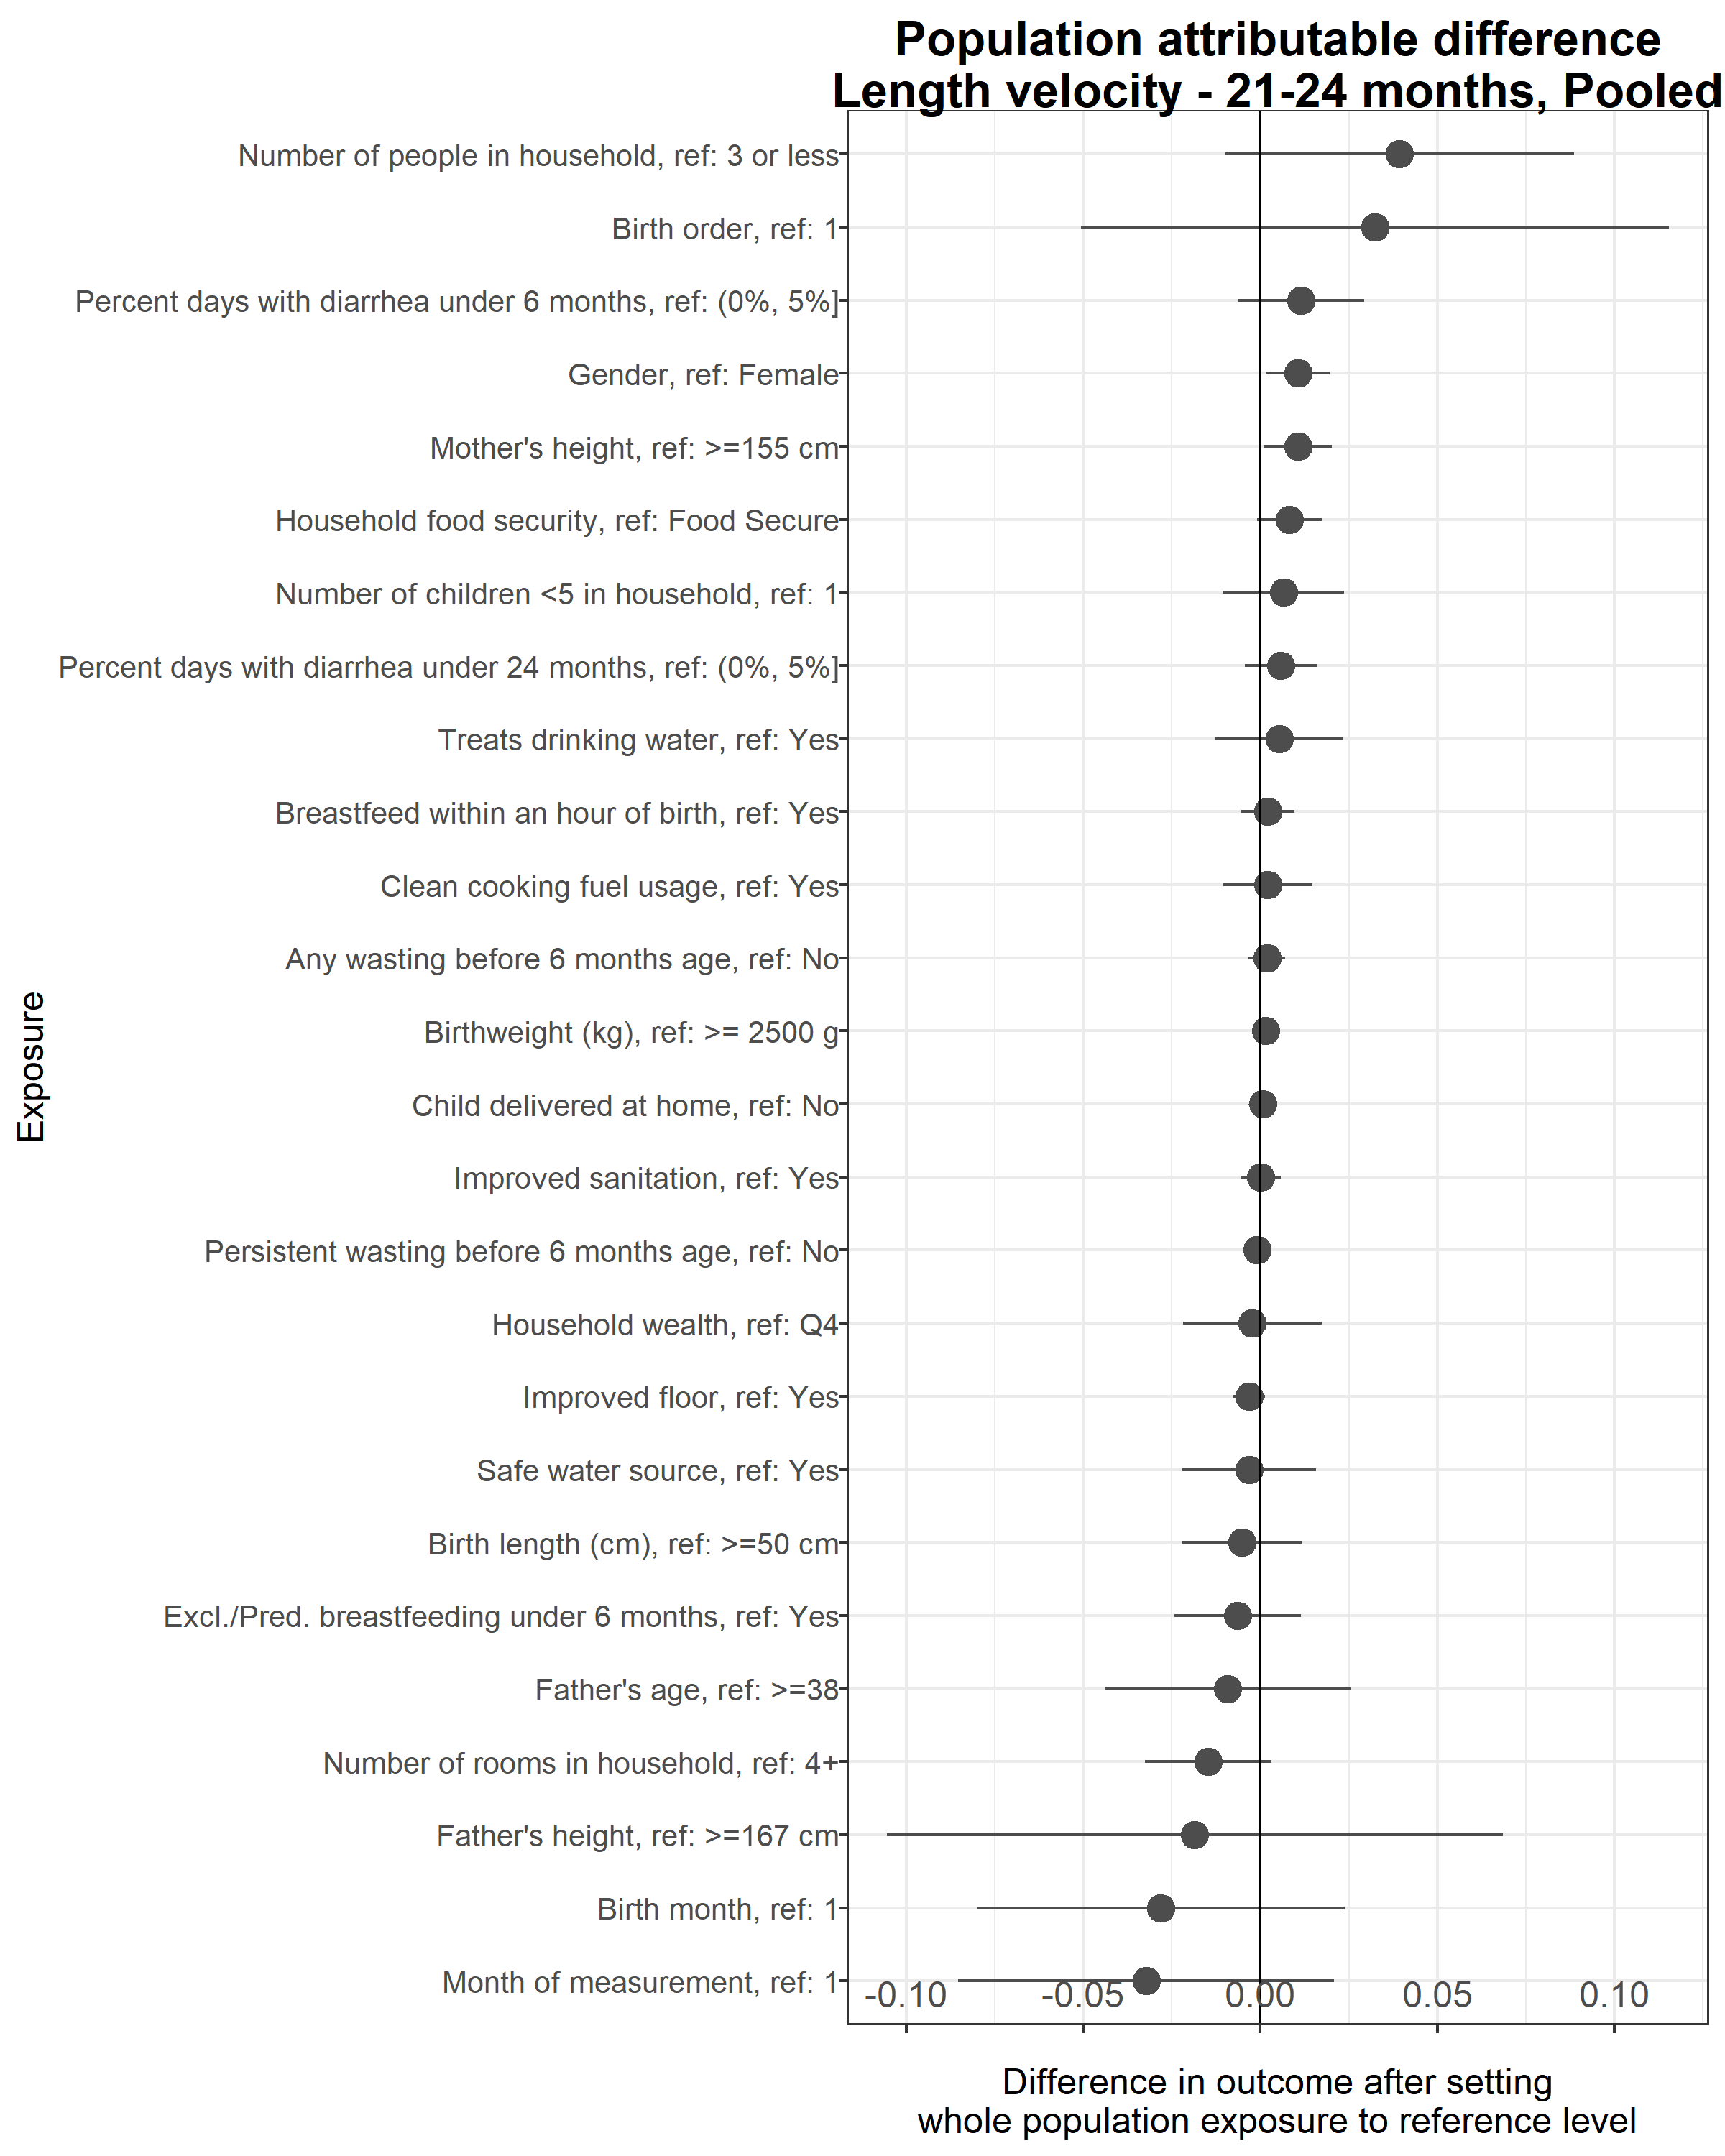 Population attributable difference
Length velocity - 21-24 months, Pooled
Number of people in household, ref: 3 or less
Birth order, ref: 1
Percent days with diarrhea under 6 months, ref: (0%, 5%]
Gender, ref: Female
Mother's height, ref: >=155 cm
Household food security, ref: Food Secure
Number of children <5 in household, ref: 1
Percent days with diarrhea under 24 months, ref: (0%, 5%]
Treats drinking water, ref: Yes
Breastfeed within an hour of birth, ref: Yes
Clean cooking fuel usage, ref: Yes
Any wasting before 6 months age, ref: No
Birthweight (kg), ref: >= 2500 g
Child delivered at home, ref: No
Improved sanitation, ref: Yes
Persistent wasting before 6 months age, ref: No
Household wealth, ref: Q4
Improved floor, ref: Yes
Safe water source, ref: Yes
Birth length (cm), ref: >=50 cm
Excl./Pred. breastfeeding under 6 months, ref: Yes
Father's age, ref: >=38
Number of rooms in household, ref: 4+
Father's height, ref: >=167 cm
Birth month, ref: 1
Month of measurement, ref: 1
Exposure
-0.10 -0.05 0.00 0.05 0.10
Difference in outcome after setting
whole population exposure to reference level